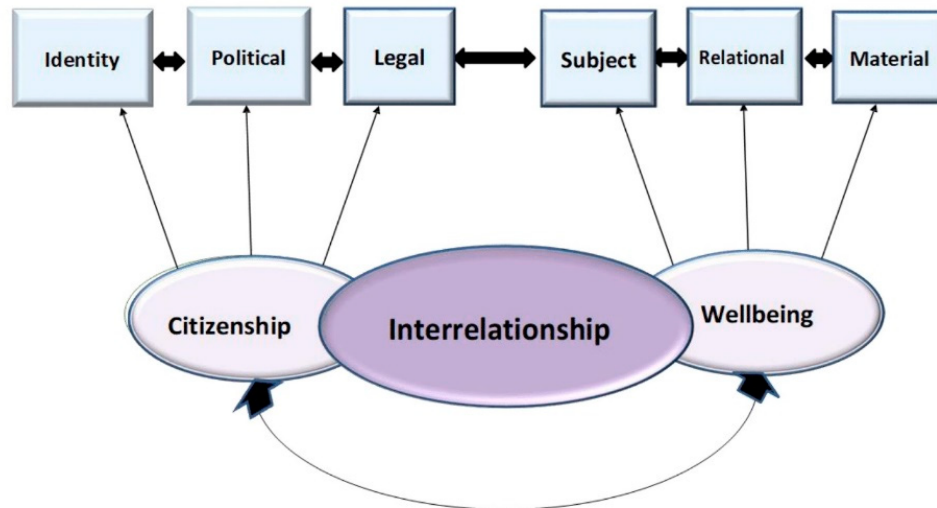 Identity
Political
Legal
Subject
Relational
Material
Citizenship
Interrelationship
Wellbeing